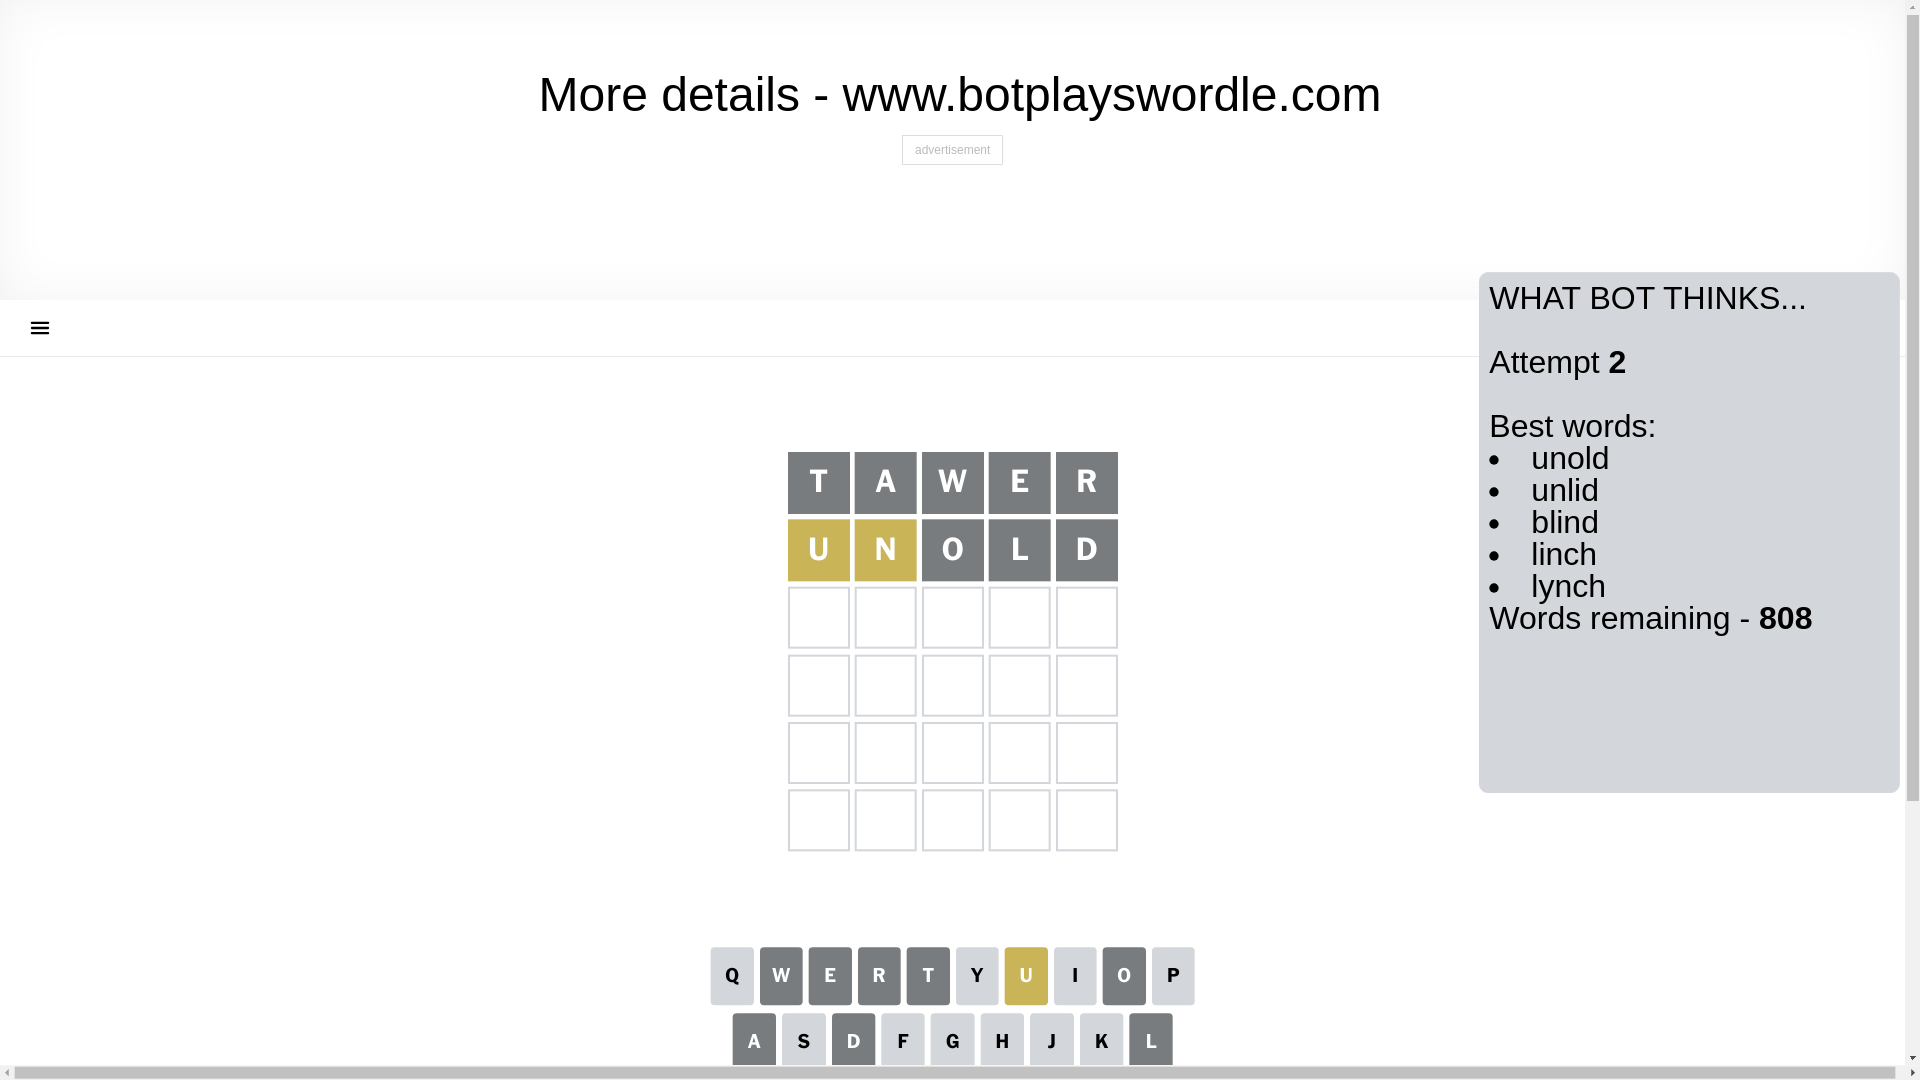 More details - www.botplayswordle.com
advertisement
WHAT BOT THINKS...
Attempt 2
Best words:
unold
unlid
blind
linch
lynch
Words remaining - 808
T A W E R
U N O L D
Q W E R T Y U I O P
A S D F G H J K L